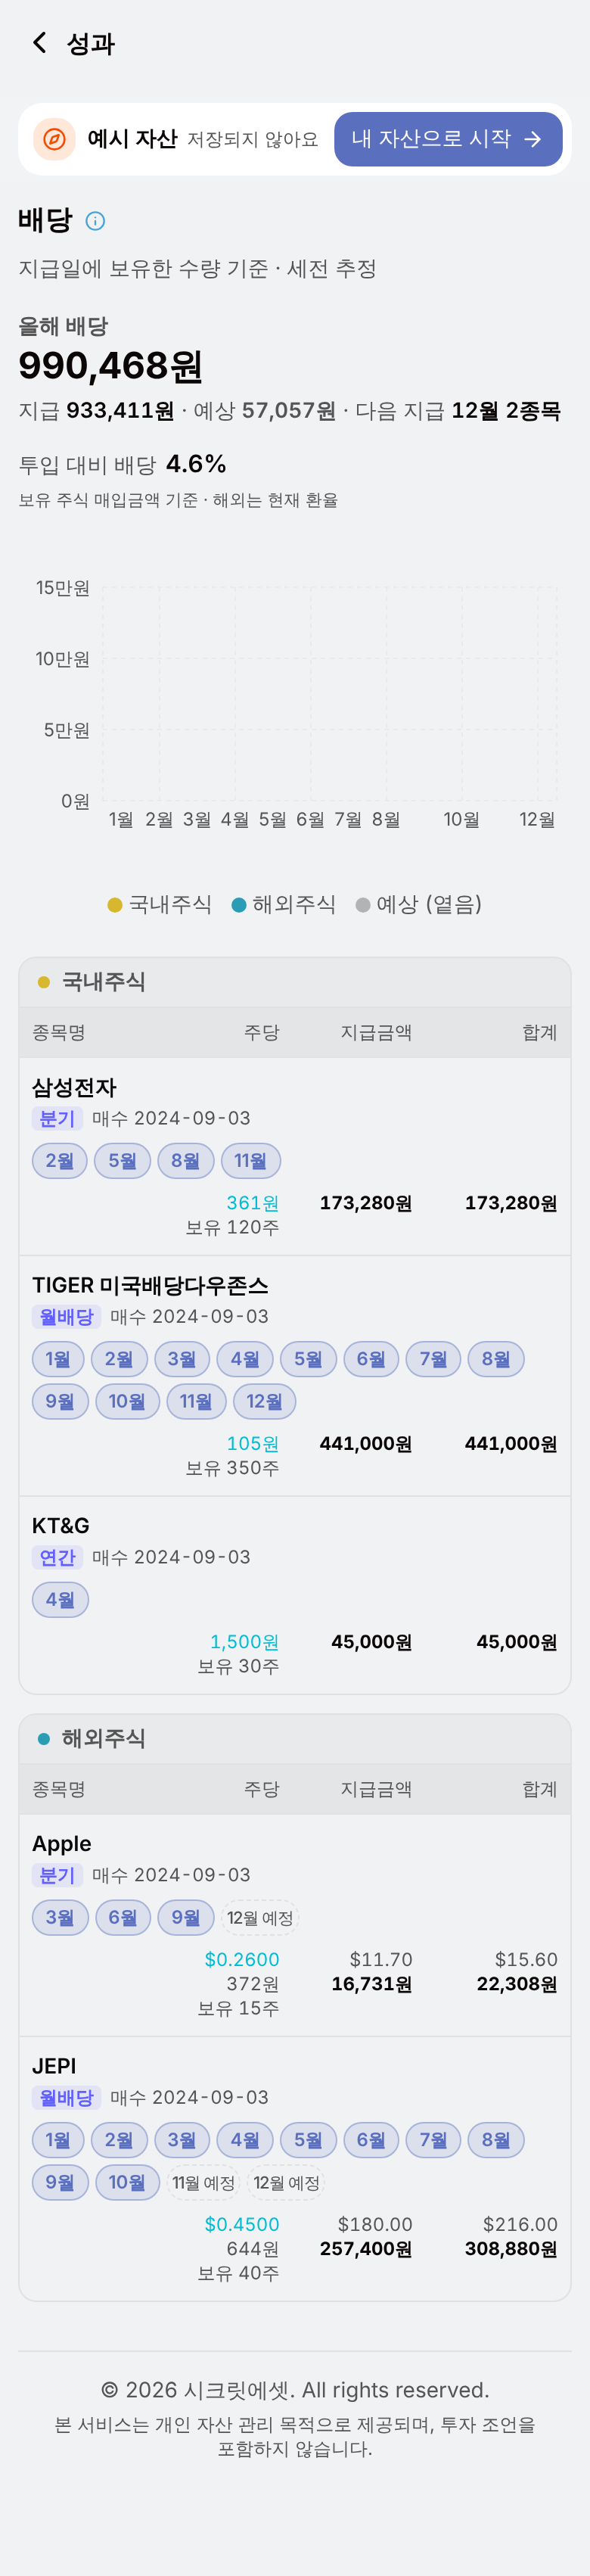 성과
예시 자산 저장되지 않아요 내 자산으로 시작
배당
지급일에 보유한 수량 기준 · 세전 추정
올해 배당
990,468원
지급 933,411원 · 예상 57,057원 · 다음 지급 12월 2종목
투입 대비 배당 4.6%
보유 주식 매입금액 기준 · 해외는 현재 환율
15만원
10만원
5만원
0원
1월 2월 3월 4월 5월 6월 7월 8월 10월 12월
국내주식 해외주식 예상 (옅음)
국내주식
종목명 주당 지급금액 합계
삼성전자
분기 매수 2024-09-03
2월 5월 8월 11월
361원 173,280원 173,280원
보유 120주
TIGER 미국배당다우존스
월배당 매수 2024-09-03
1월 2월 3월 4월 5월 6월 7월 8월
9월 10월 11월 12월
105원 441,000원 441,000원
보유 350주
KT&G
연간 매수 2024-09-03
4월
1,500원 45,000원 45,000원
보유 30주
해외주식
종목명 주당 지급금액 합계
Apple
분기 매수 2024-09-03
3월 6월 9월 12월 예정
$0.2600 $11.70 $15.60
372원 16,731원 22,308원
보유 15주
JEPI
월배당 매수 2024-09-03
1월 2월 3월 4월 5월 6월 7월 8월
9월 10월 11월 예정 12월 예정
$0.4500 $180.00 $216.00
644원 257,400원 308,880원
보유 40주
© 2026 시크릿에셋. All rights reserved.
본 서비스는 개인 자산 관리 목적으로 제공되며, 투자 조언을
포함하지 않습니다.